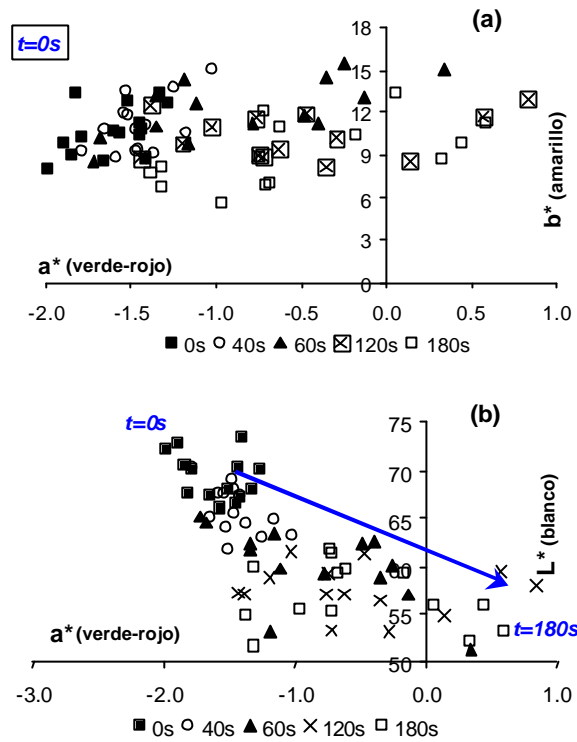 (a)
t=0s
18
15
12
9
6
3
0
b* (amarillo)
a* (verde-rojo)
-2.0 -1.5 -1.0 -0.5 0.0 0.5 1.0
0s 40s 60s 120s 180s
(b)
t=0s
75
70
65
60
55
50
L* (blanco)
a* (verde-rojo)
t=180s
-3.0 -2.0 -1.0 0.0 1.0
0s 40s 60s 120s 180s